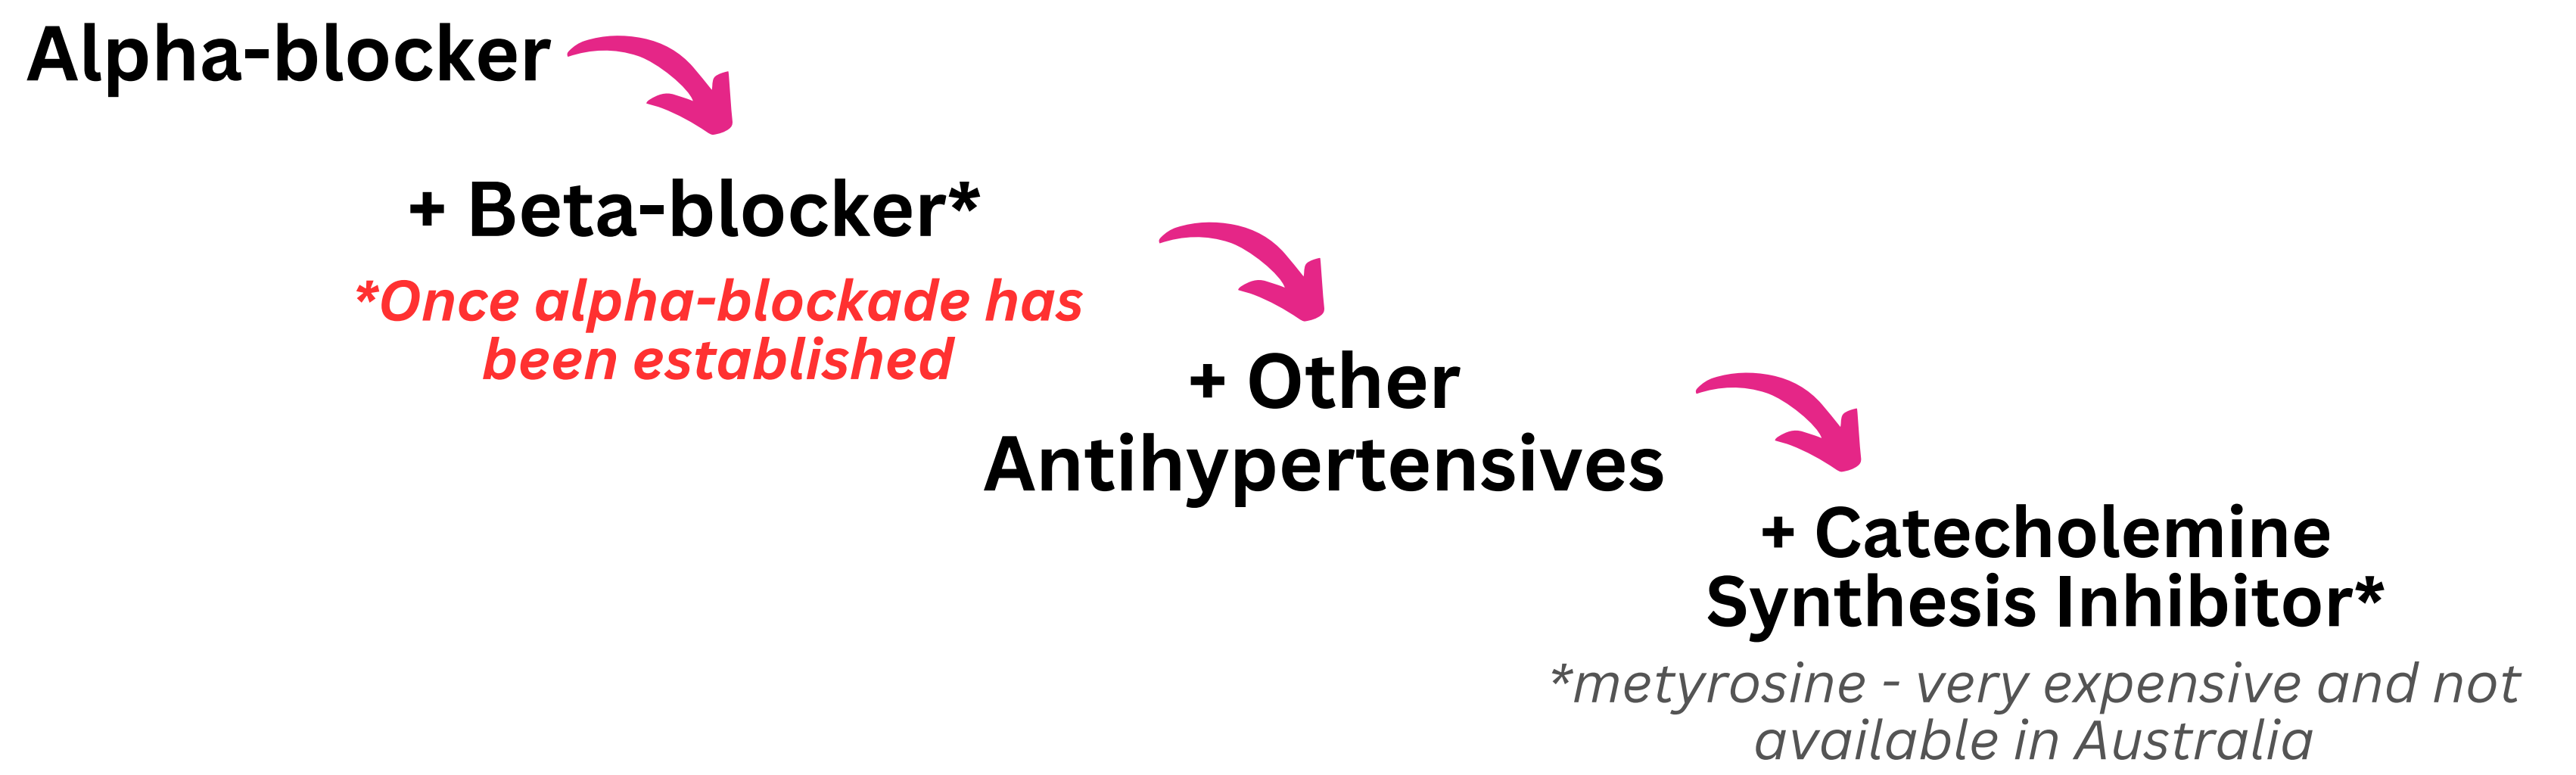 Alpha-blocker
+ Beta-blocker*
*Once alpha-blockade has
been established
+ Other
Antihypertensives
+ Catecholemine
Synthesis Inhibitor*
*metyrosine - very expensive and not
available in Australia